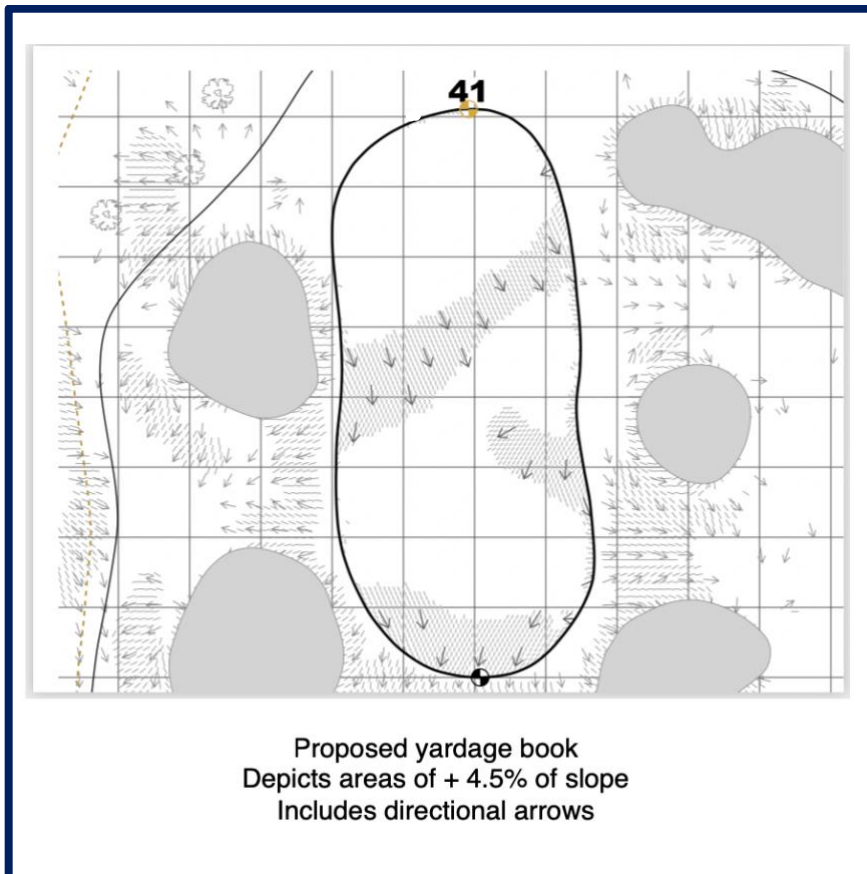 41
Proposed yardage book
Depicts areas of + 4.5% of slope
Includes directional arrows